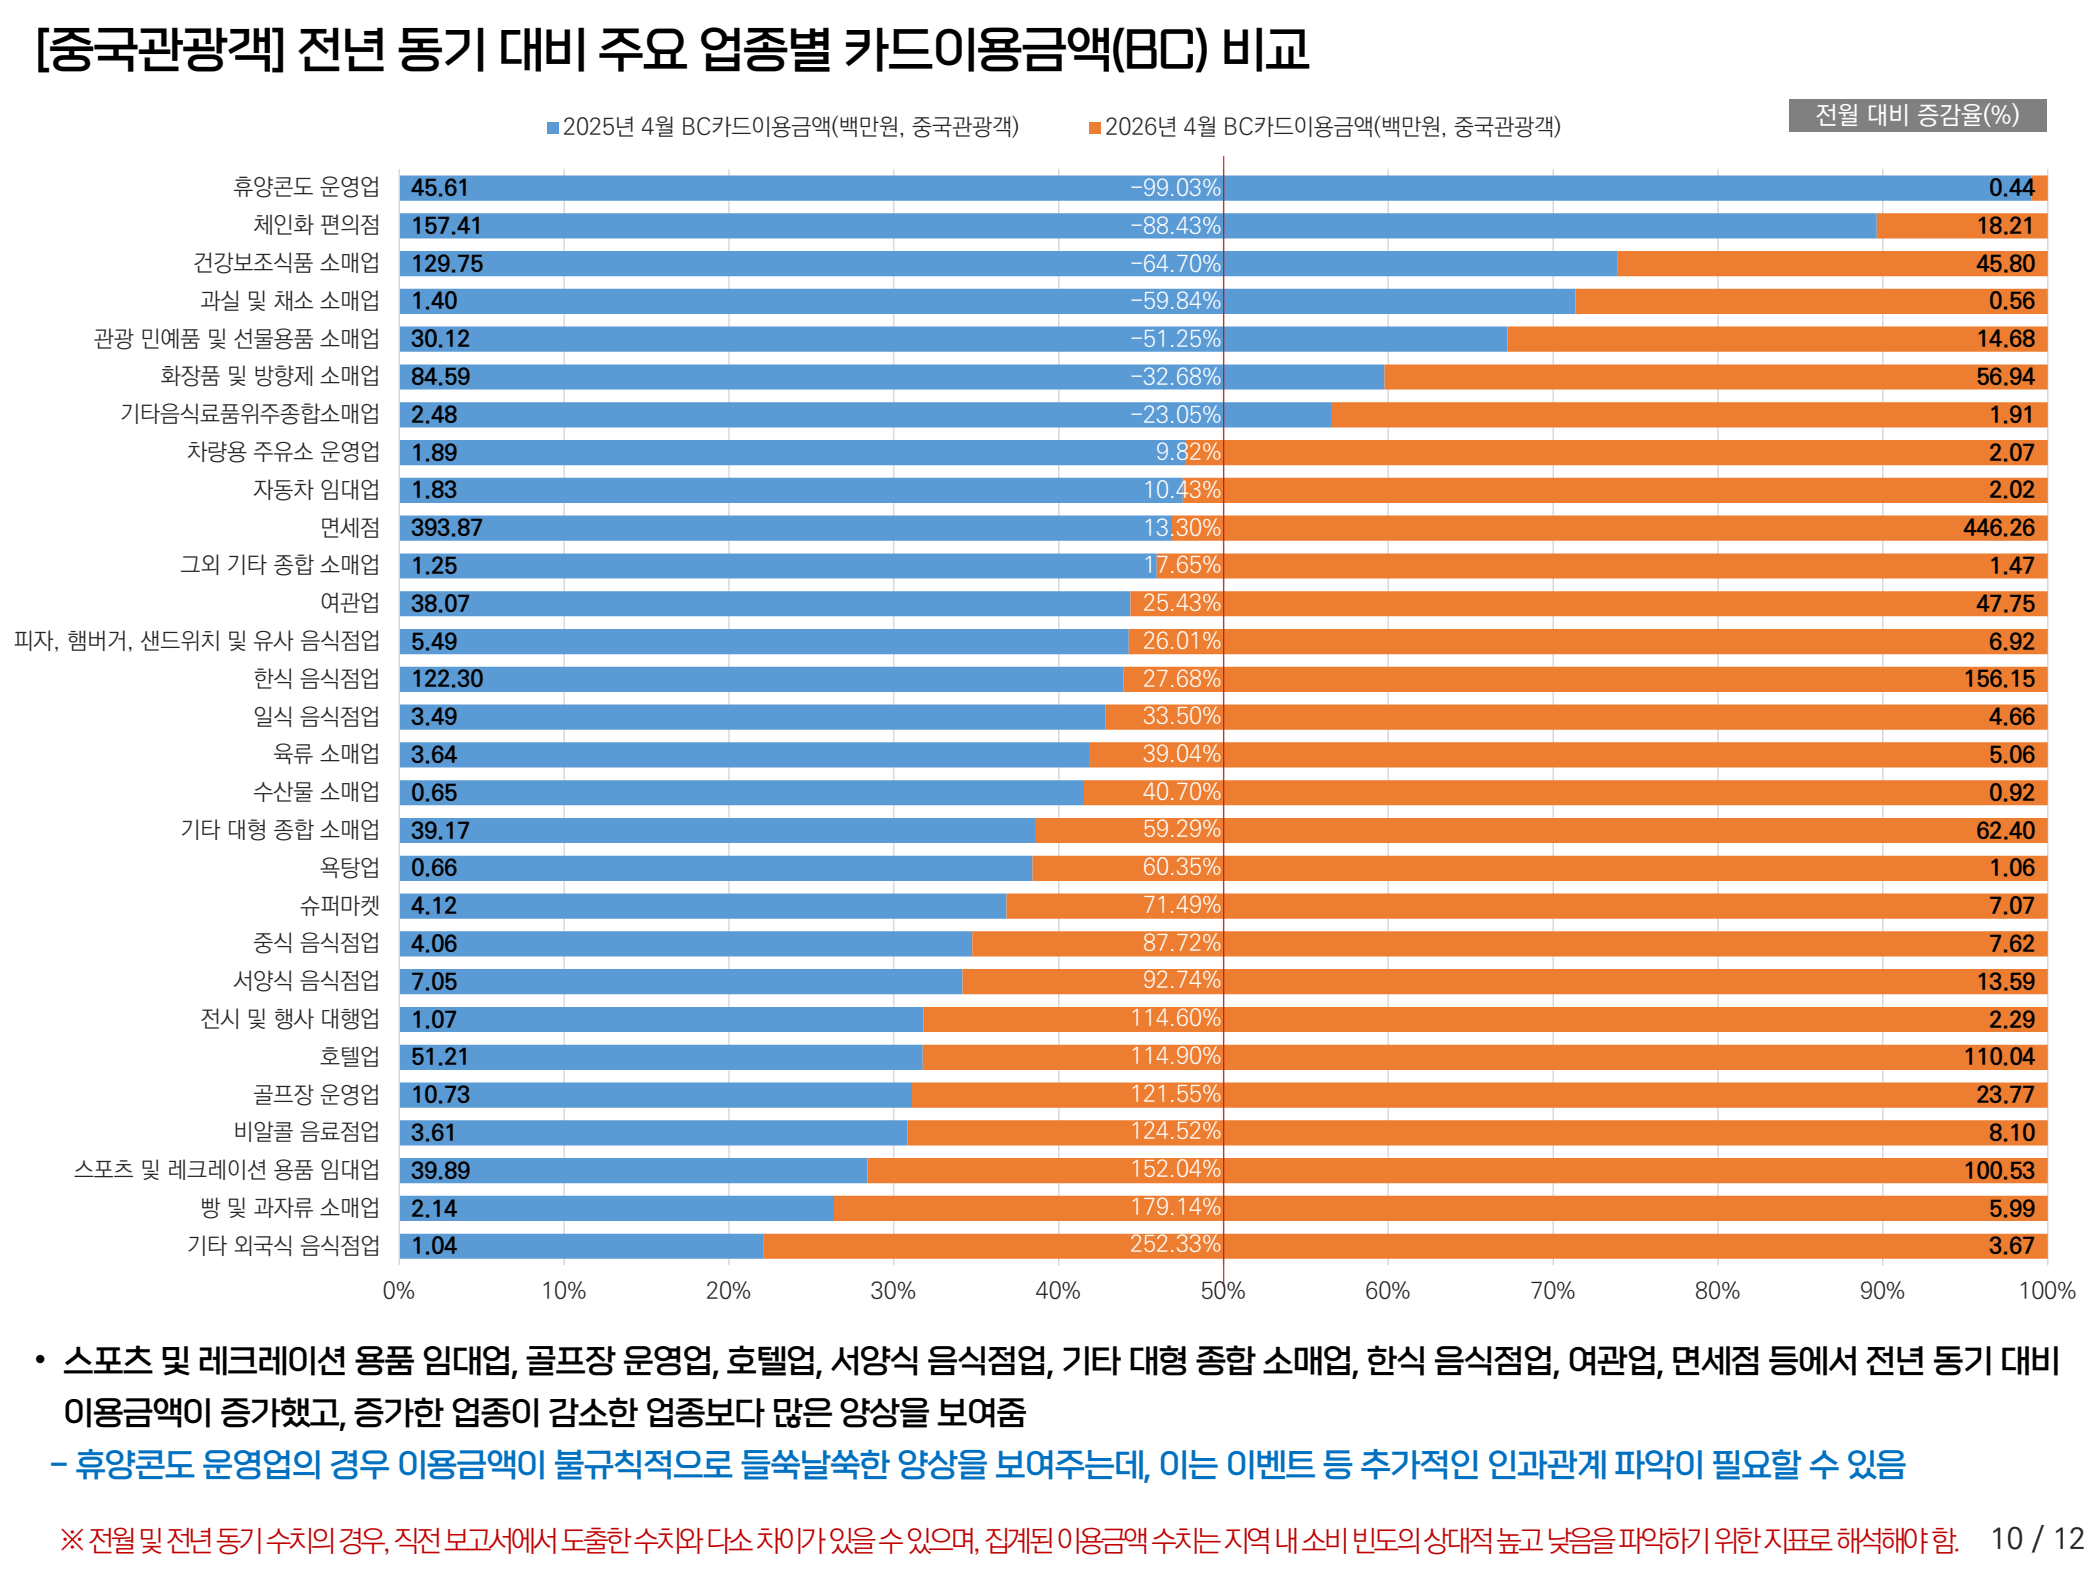 [중국관광객] 전년 동기 대비 주요 업종별 카드이용금액(BC) 비교
2025년 4월 BC카드이용금액(백만원, 중국관광객) 2026년 4월 BC카드이용금액(백만원, 중국관광객) 전월 대비 증감율(%)
휴양콘도 운영업 45.61 -99.03% 0.44
체인화 편의점 157.41 -88.43% 18.21
건강보조식품 소매업 129.75 -64.70% 45.80
과실 및 채소 소매업 1.40 -59.84% 0.56
관광 민예품 및 선물용품 소매업 30.12 -51.25% 14.68
화장품 및 방향제 소매업 84.59 -32.68% 56.94
기타음식료품위주종합소매업 2.48 -23.05% 1.91
차량용 주유소 운영업 1.89 9.82% 2.07
자동차 임대업 1.83 10.43% 2.02
면세점 393.87 13.30% 446.26
그외 기타 종합 소매업 1.25 17.65% 1.47
여관업 38.07 25.43% 47.75
피자, 햄버거, 샌드위치 및 유사 음식점업 5.49 26.01% 6.92
한식 음식점업 122.30 27.68% 156.15
일식 음식점업 3.49 33.50% 4.66
육류 소매업 3.64 39.04% 5.06
수산물 소매업 0.65 40.70% 0.92
기타 대형 종합 소매업 39.17 59.29% 62.40
욕탕업 0.66 60.35% 1.06
슈퍼마켓 4.12 71.49% 7.07
중식 음식점업 4.06 87.72% 7.62
서양식 음식점업 7.05 92.74% 13.59
전시 및 행사 대행업 1.07 114.60% 2.29
호텔업 51.21 114.90% 110.04
골프장 운영업 10.73 121.55% 23.77
비알콜 음료점업 3.61 124.52% 8.10
스포츠 및 레크레이션 용품 임대업 39.89 152.04% 100.53
빵 및 과자류 소매업 2.14 179.14% 5.99
기타 외국식 음식점업 1.04 252.33% 3.67
0% 10% 20% 30% 40% 50% 60% 70% 80% 90% 100%
• 스포츠 및 레크레이션 용품 임대업, 골프장 운영업, 호텔업, 서양식 음식점업, 기타 대형 종합 소매업, 한식 음식점업, 여관업, 면세점 등에서 전년 동기 대비
이용금액이 증가했고, 증가한 업종이 감소한 업종보다 많은 양상을 보여줌
- 휴양콘도 운영업의 경우 이용금액이 불규칙적으로 들쑥날쑥한 양상을 보여주는데, 이는 이벤트 등 추가적인 인과관계 파악이 필요할 수 있음
※ 전월 및 전년 동기 수치의 경우, 직전 보고서에서 도출한 수치와 다소 차이가 있을 수 있으며, 집계된 이용금액 수치는 지역 내 소비 빈도의 상대적 높고 낮음을 파악하기 위한 지표로 해석해야 함. 10 / 12